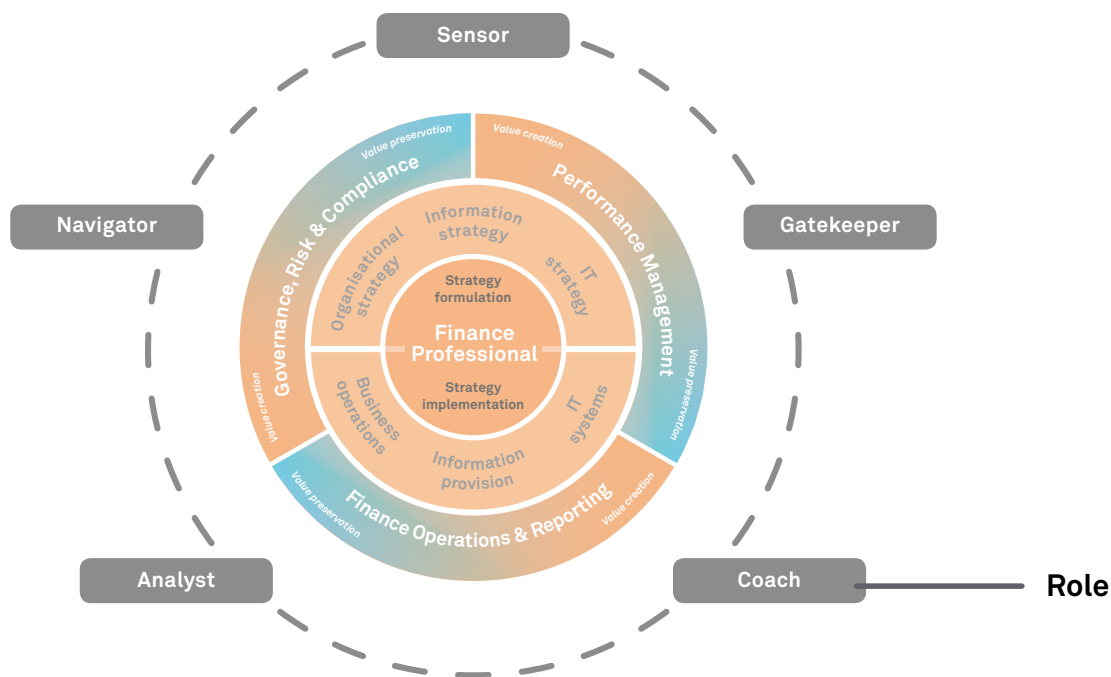 Sensor
Value preservation
Value creation
Governance, Risk & Compliance
Performance Management
Navigator
Gatekeeper
Information
strategy
Organisational
strategy
IT
strategy
Strategy
formulation
Finance
Professional
Strategy
implementation
Value creation
Value preservation
Business
operations
IT
systems
Information
provision
Value preservation
Finance Operations & Reporting
Value creation
Analyst
Coach
Role